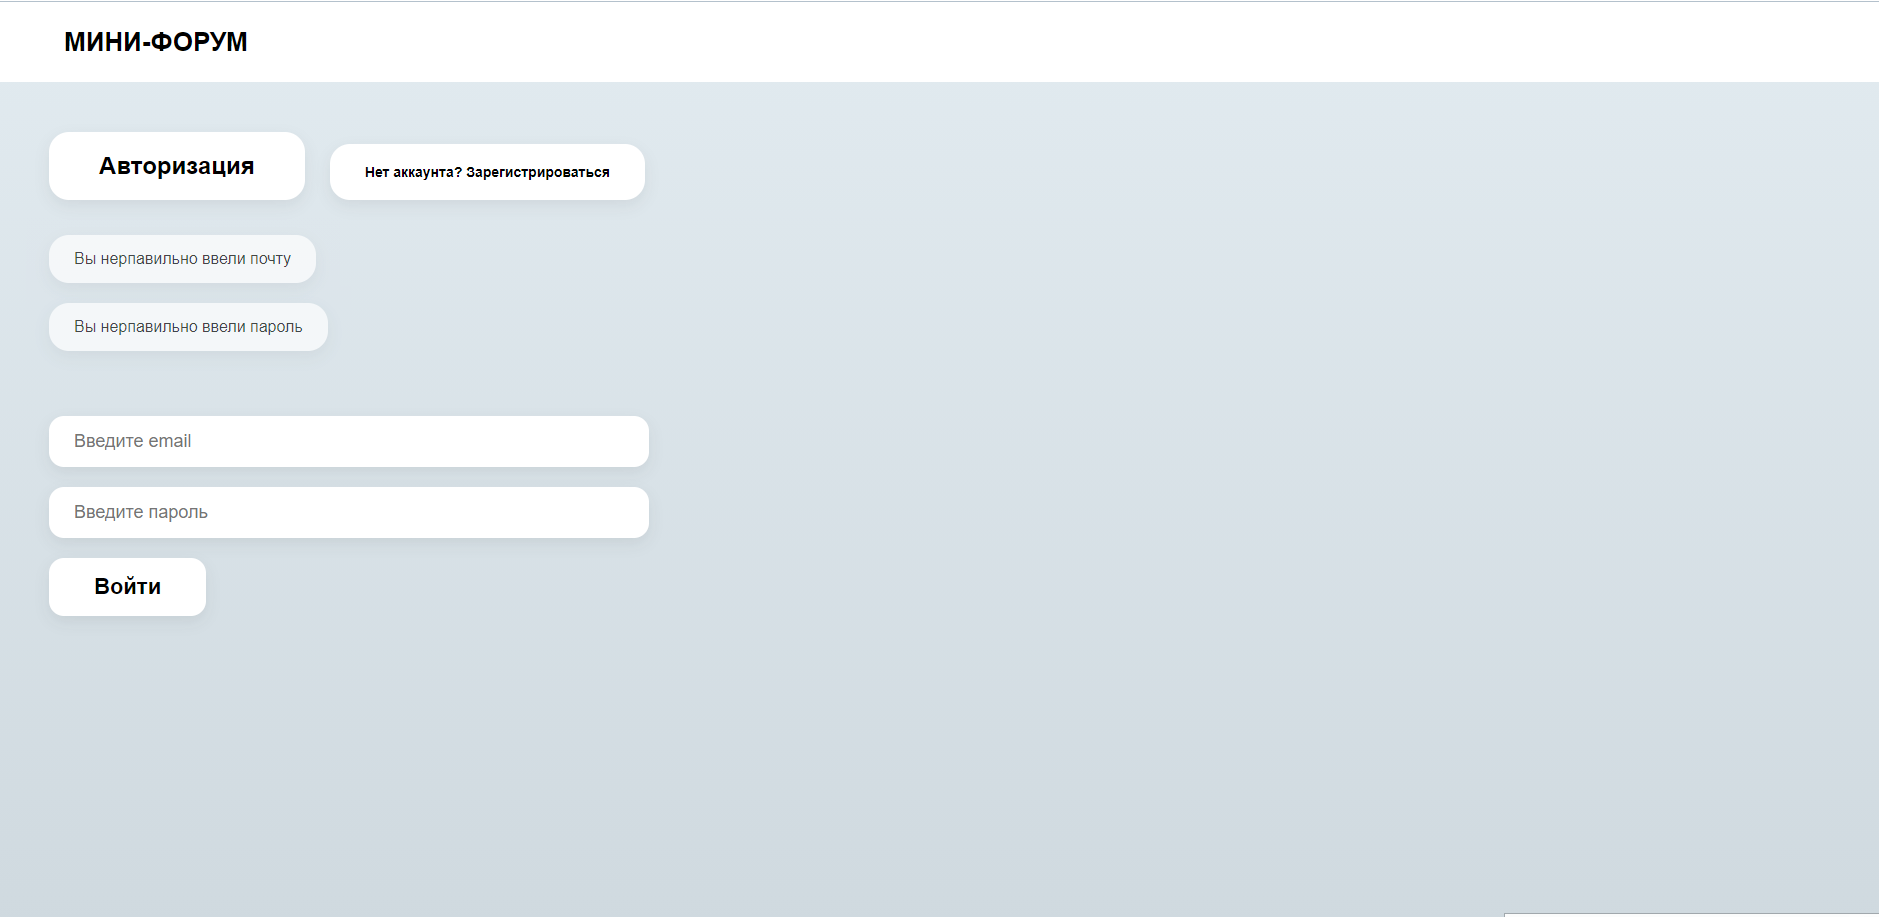 МИНИ-ФОРУМ
Авторизация
Нет аккаунта? Зарегистрироваться
Вы нерпавильно ввели почту
Вы нерпавильно ввели пароль
Введите email
Введите пароль
Войти